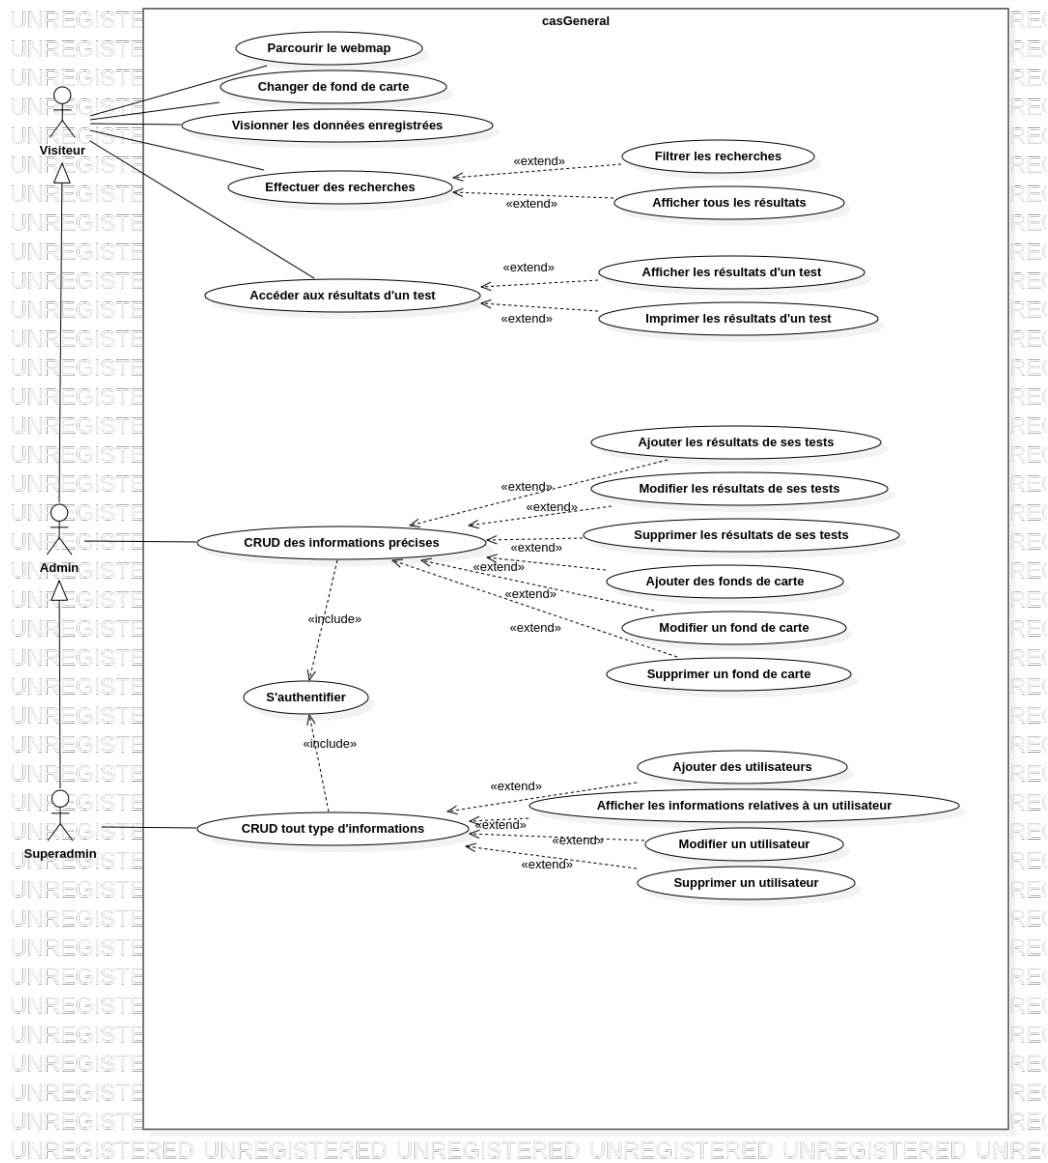 casGeneral
Parcourir le webmap
Changer de fond de carte
Visionner les données enregistrées
Visiteur
Effectuer des recherches
«extend»
Filtrer les recherches
«extend»
Afficher tous les résultats
Accéder aux résultats d'un test
«extend»
Afficher les résultats d'un test
«extend»
Imprimer les résultats d'un test
Ajouter les résultats de ses tests
«extend»
Modifier les résultats de ses tests
«extend»
Admin
CRUD des informations précises
Supprimer les résultats de ses tests
«extend»
Ajouter des fonds de carte
«extend»
Modifier un fond de carte
«extend»
Supprimer un fond de carte
«extend»
«include»
S'authentifier
«include»
Superadmin
CRUD tout type d'informations
Ajouter des utilisateurs
«extend»
Afficher les informations relatives à un utilisateur
«extend»
Modifier un utilisateur
«extend»
Supprimer un utilisateur
«extend»
UNREGISTERED UNREGISTERED UNREGISTERED UNREGISTERED UNREGISTERED